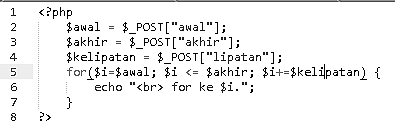 1 <?php
2 $awal = $_POST["awal"];
3 $akhir = $_POST["akhir"];
4 $kelipatan = $_POST["lipatan"];
5 for($i=$awal; $i <= $akhir; $i+=$kelipatan) {
6 echo "<br> for ke $i.";
7 }
8 ?>